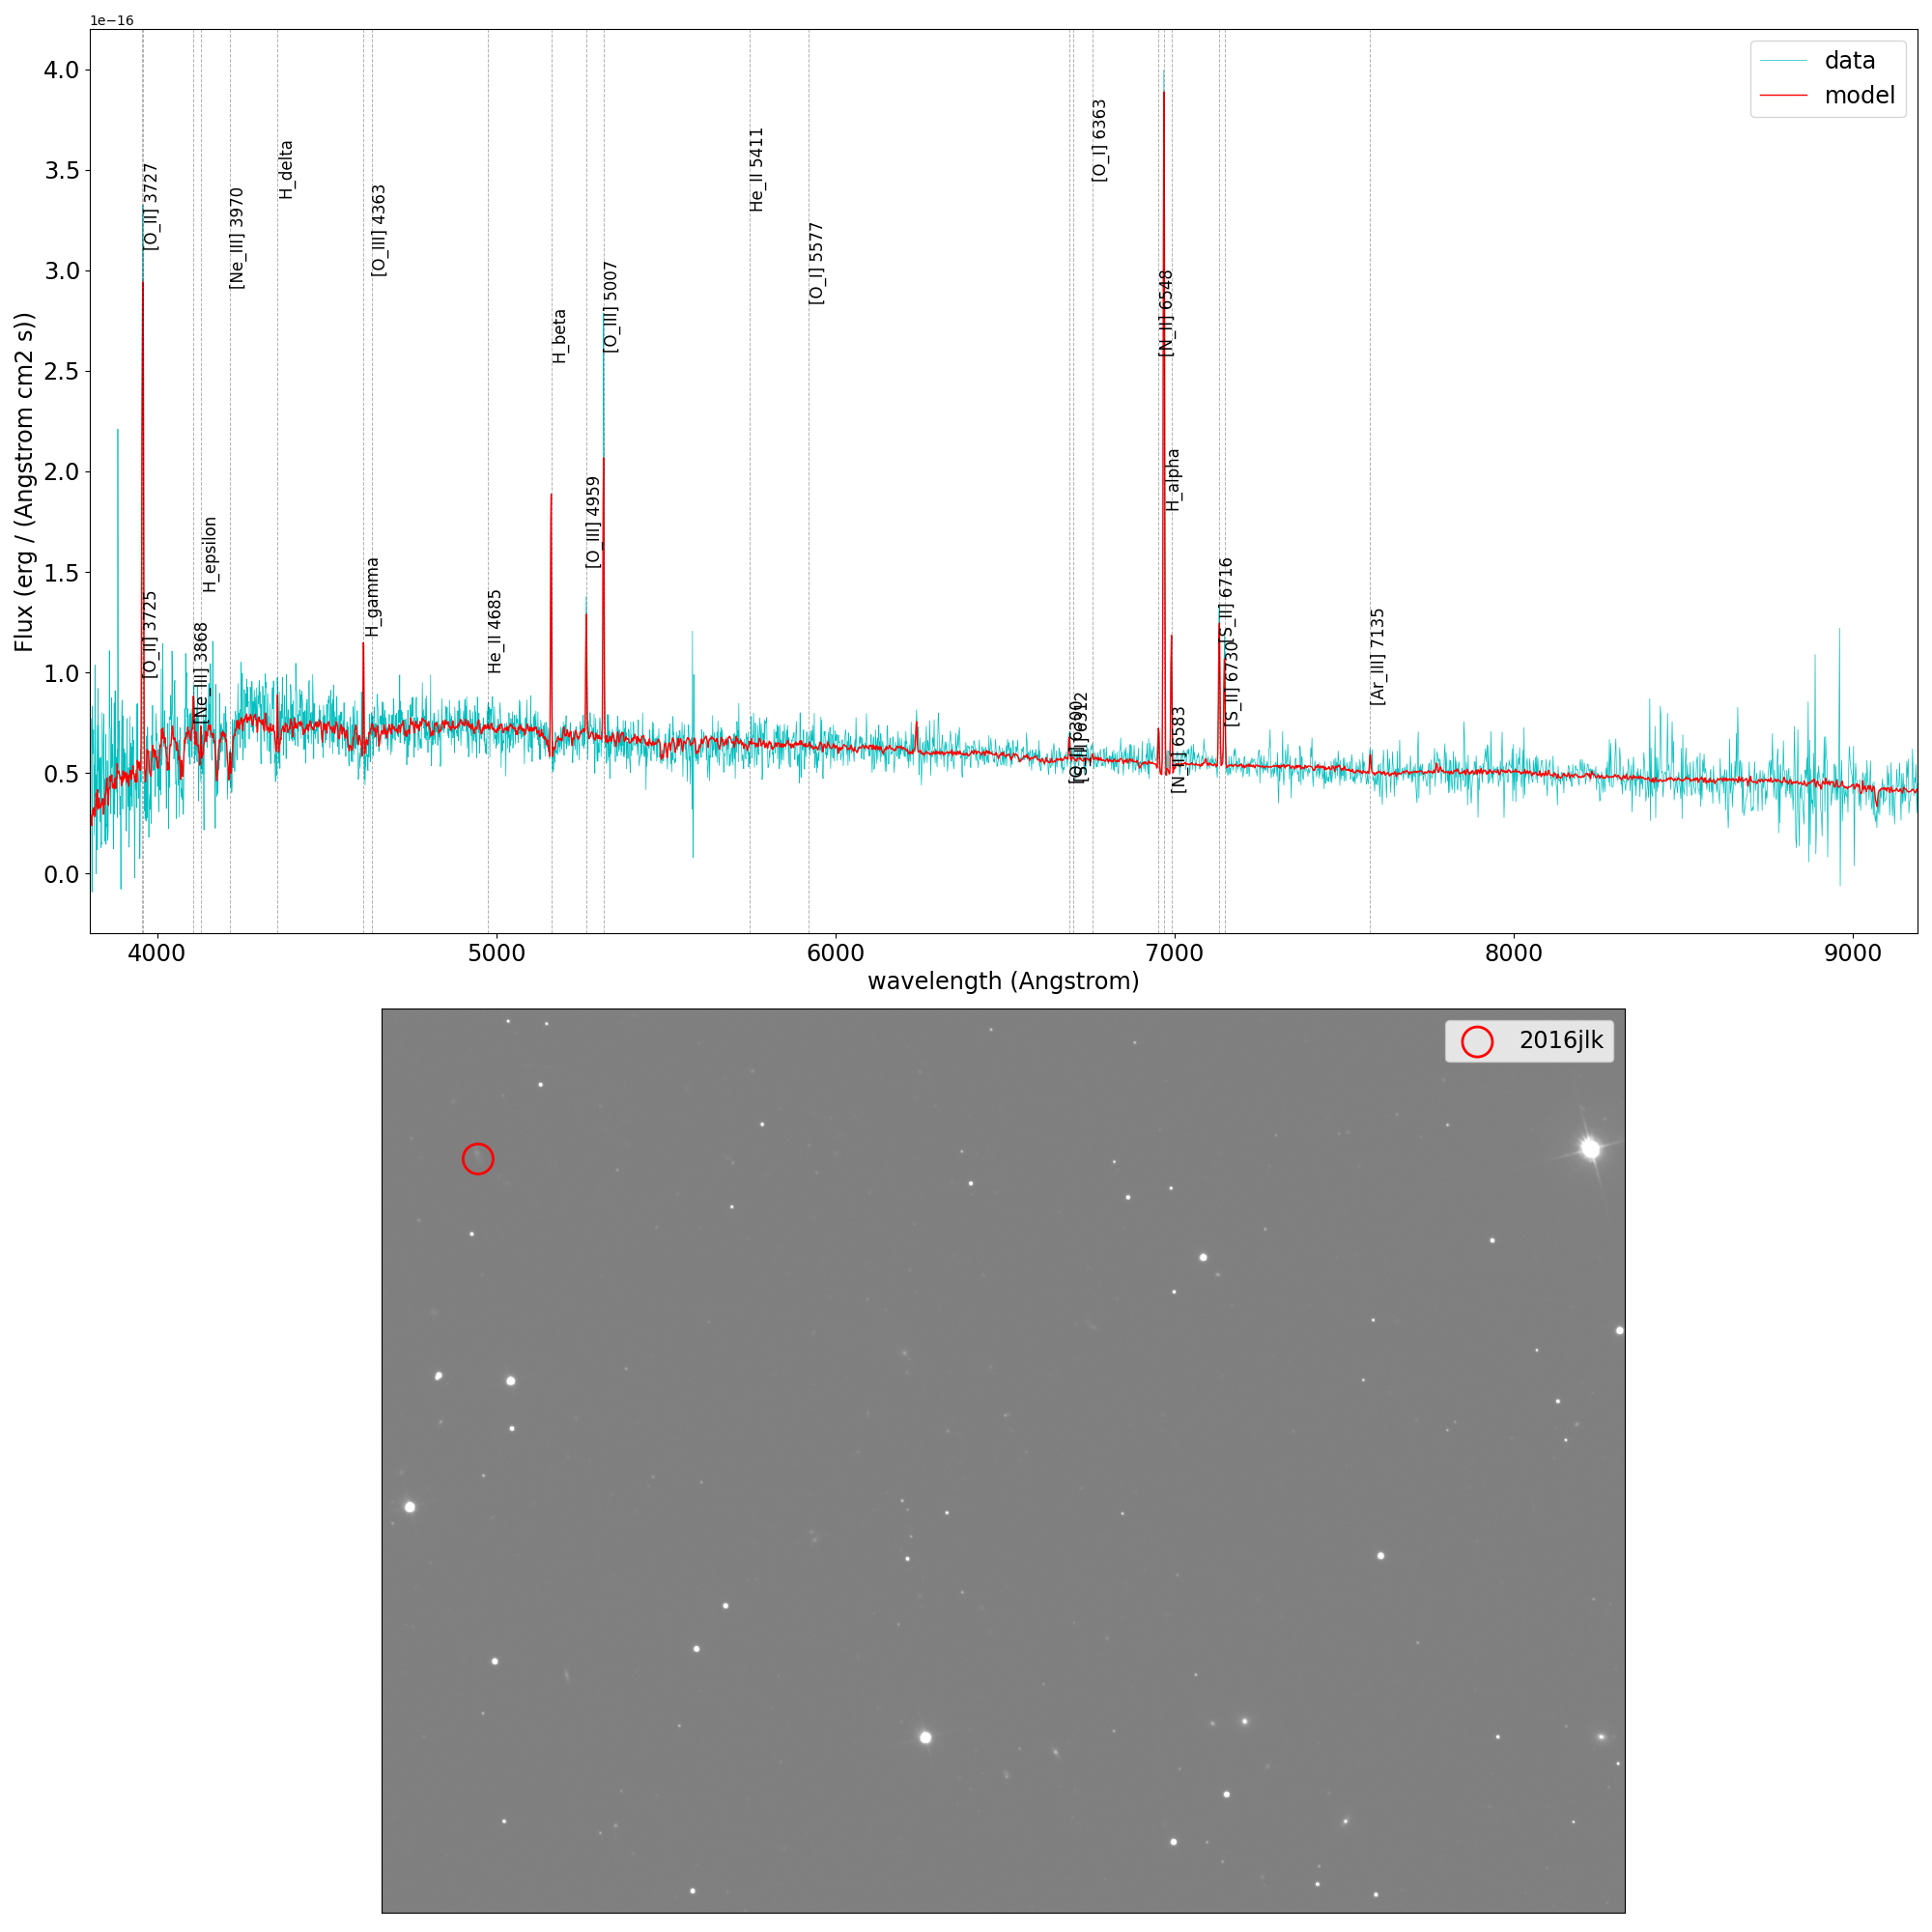 1e−16
data
model
4.0
3.5
3.0
2.5
2.0
1.5
1.0
0.5
0.0
Flux (erg / (Angstrom cm2 s))
[O_II] 3727
[O_II] 3725
[Ne_III] 3868
H_epsilon
[Ne_III] 3970
H_delta
H_gamma
[O_III] 4363
He_II 4685
H_beta
[O_III] 4959
[O_III] 5007
He_II 5411
[O_I] 5577
[O_I] 6363
[N_II] 6548
H_alpha
[N_II] 6583
[S_II] 6716
[S_II] 6730
[Ar_III] 7135
4000
5000
6000
7000
8000
9000
wavelength (Angstrom)
2016jlk